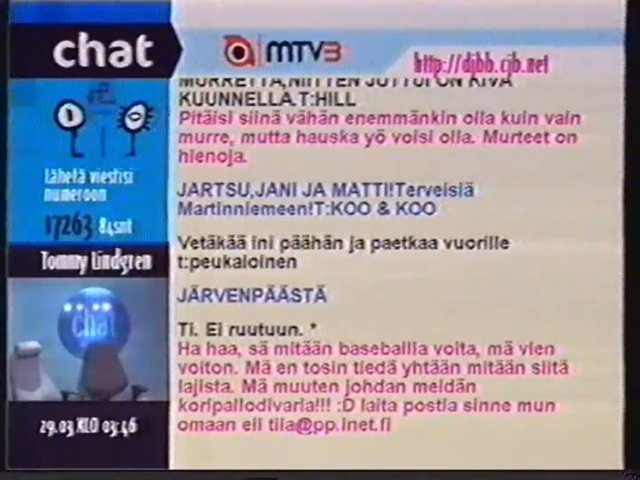 chat
MTV3
http://djbb.cjb.net
MURRETTA,NIITTEN JUTTUI ON KIVA
KUUNNELLA.T:HILL
Pitäisi siinä vähän enemmänkin olla kuin vain
murre, mutta hauska yö voisi olla. Murteet on
hienoja.
JARTSU,JANI JA MATTI!Terveisiä
Martinniemeen!T:KOO & KOO
Vetäkää ini päähän ja paetkaa vuorille
t:peukaloinen
JÄRVENPÄÄSTÄ
Ti. Ei ruutuun. *
Ha haa, sä mitään baseballia voita, mä vien
voiton. Mä en tosin tiedä yhtään mitään siitä
lajista. Mä muuten johdan meidän
koripallodivaria!!! :D laita postia sinne mun
omaan eli tiia@pp.inet.fi
Lähetä viestisi
numeroon
17263 84snt
Tommy Lindgren
chat
29.03.KLO 03:46